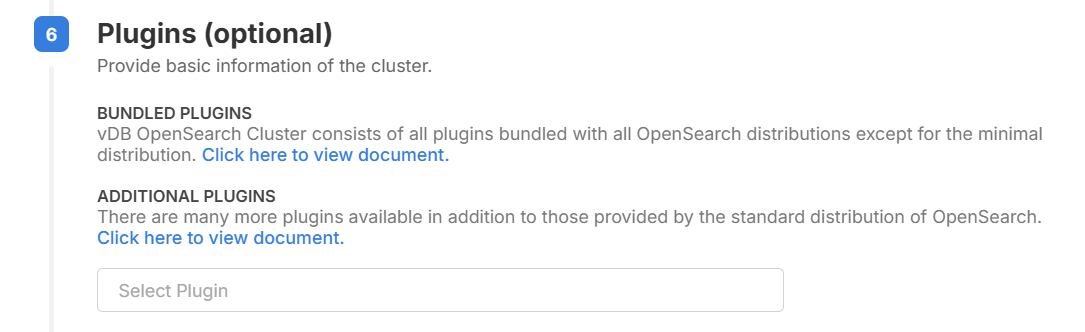 6
Plugins (optional)
Provide basic information of the cluster.
BUNDLED PLUGINS
vDB OpenSearch Cluster consists of all plugins bundled with all OpenSearch distributions except for the minimal
distribution. Click here to view document.
ADDITIONAL PLUGINS
There are many more plugins available in addition to those provided by the standard distribution of OpenSearch.
Click here to view document.
Select Plugin